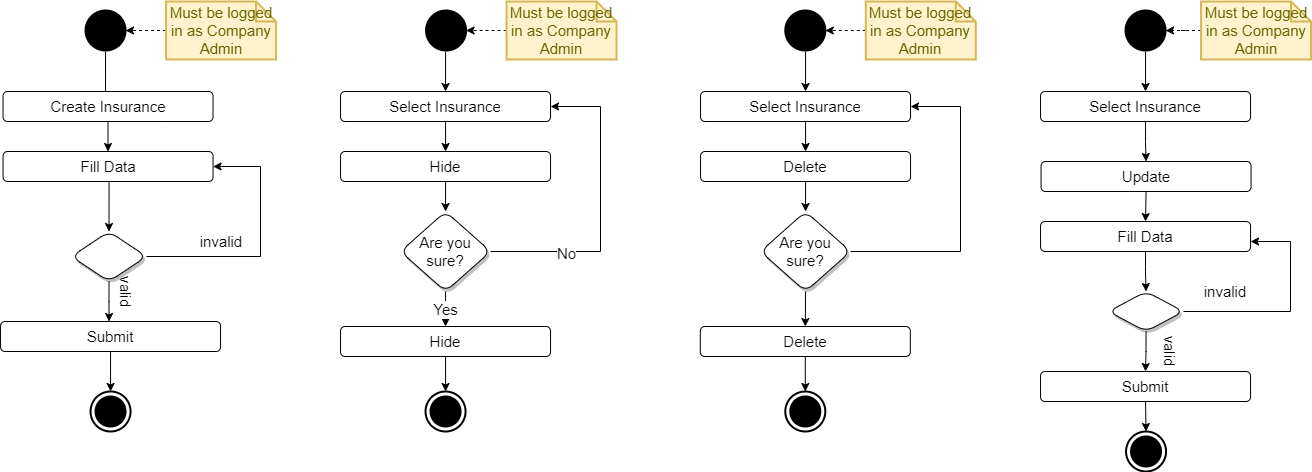 Must be logged
in as Company
Admin
Create Insurance
Fill Data
invalid
valid
Submit
Must be logged
in as Company
Admin
Select Insurance
Hide
Are you
sure?
No
Yes
Hide
Must be logged
in as Company
Admin
Select Insurance
Delete
Are you
sure?
Delete
Must be logged
in as Company
Admin
Select Insurance
Update
Fill Data
invalid
valid
Submit